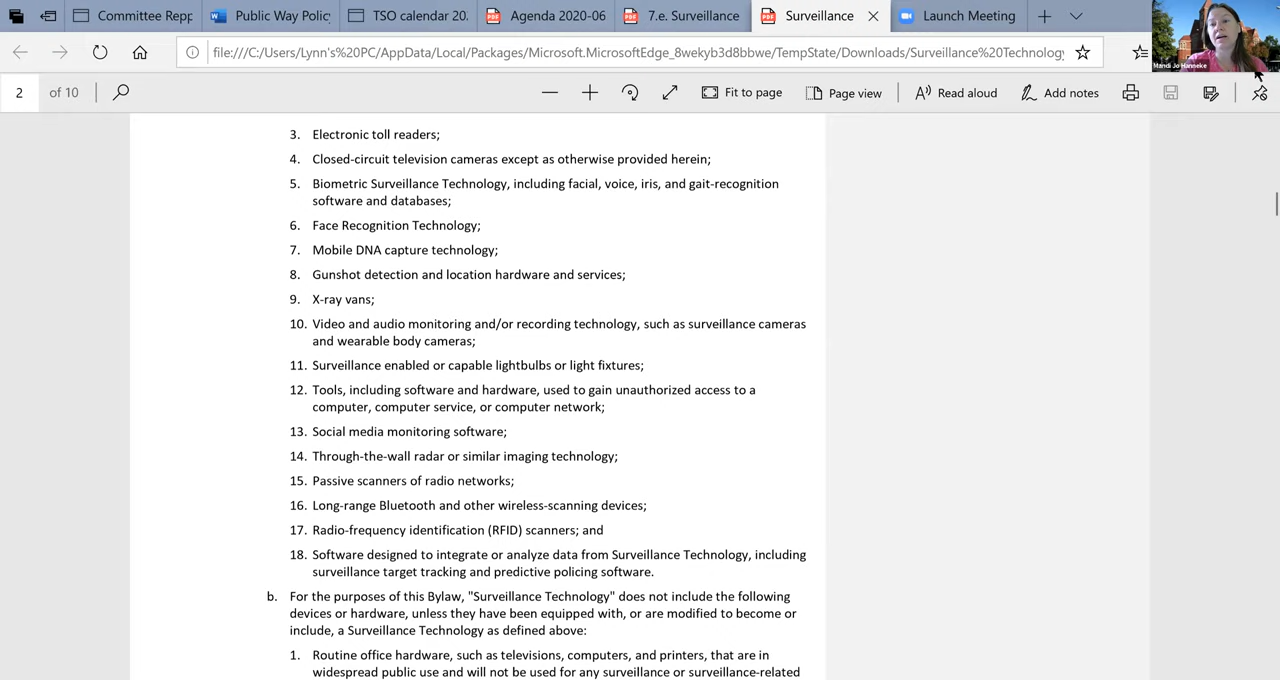 Committee Repp
Public Way Policy
TSO calendar 202
Agenda 2020-06
7.e. Surveillance
Surveillance
Launch Meeting
file:///C:/Users/Lynn's%20PC/AppData/Local/Packages/Microsoft.MicrosoftEdge_8wekyb3d8bbwe/TempState/Downloads/Surveillance%20Technology
Mandi Jo Hanneke
2 of 10
Fit to page
Page view
Read aloud
Add notes
3. Electronic toll readers;
4. Closed-circuit television cameras except as otherwise provided herein;
5. Biometric Surveillance Technology, including facial, voice, iris, and gait-recognition
software and databases;
6. Face Recognition Technology;
7. Mobile DNA capture technology;
8. Gunshot detection and location hardware and services;
9. X-ray vans;
10. Video and audio monitoring and/or recording technology, such as surveillance cameras
and wearable body cameras;
11. Surveillance enabled or capable lightbulbs or light fixtures;
12. Tools, including software and hardware, used to gain unauthorized access to a
computer, computer service, or computer network;
13. Social media monitoring software;
14. Through-the-wall radar or similar imaging technology;
15. Passive scanners of radio networks;
16. Long-range Bluetooth and other wireless-scanning devices;
17. Radio-frequency identification (RFID) scanners; and
18. Software designed to integrate or analyze data from Surveillance Technology, including
surveillance target tracking and predictive policing software.
b. For the purposes of this Bylaw, "Surveillance Technology" does not include the following
devices or hardware, unless they have been equipped with, or are modified to become or
include, a Surveillance Technology as defined above:
1. Routine office hardware, such as televisions, computers, and printers, that are in
widespread public use and will not be used for any surveillance or surveillance-related